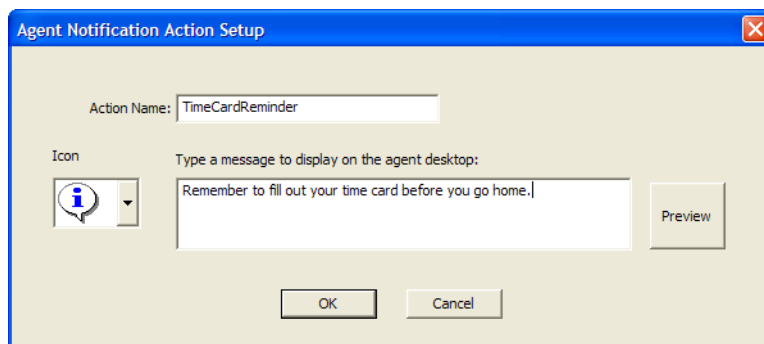 Agent Notification Action Setup
Action Name: TimeCardReminder
Icon
Type a message to display on the agent desktop:
Remember to fill out your time card before you go home.
Preview
OK
Cancel